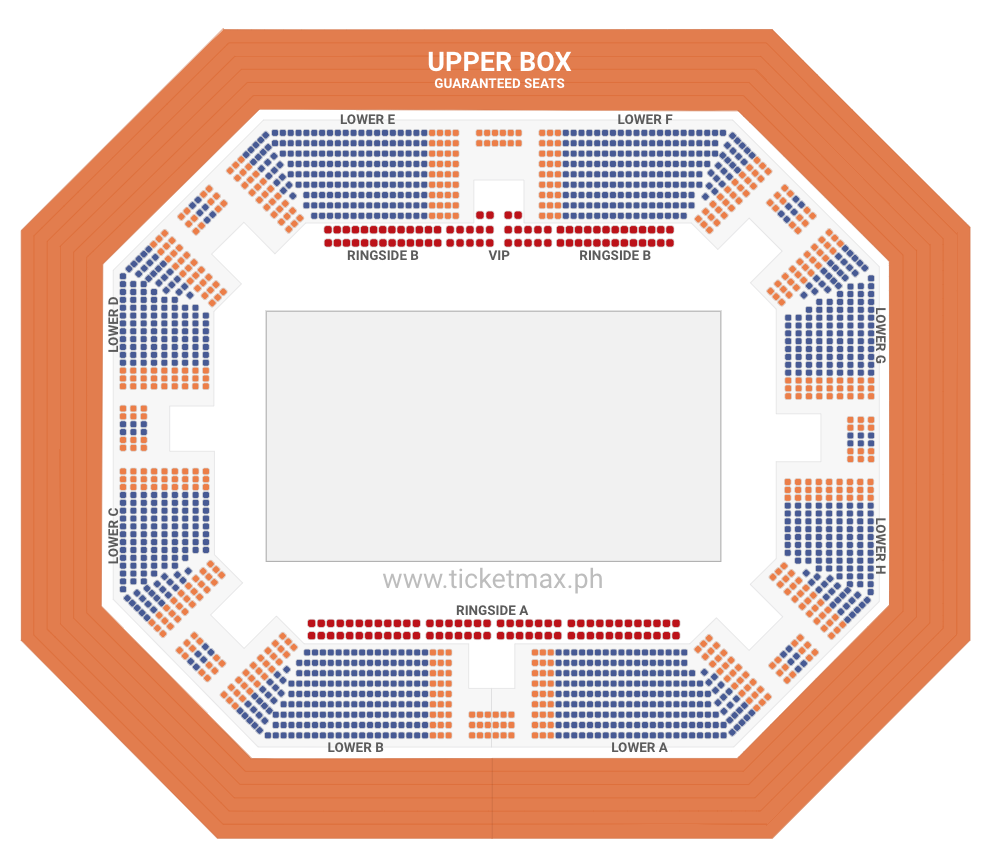 UPPER BOX
GUARANTEED SEATS
LOWER E
LOWER F
RINGSIDE B
VIP
RINGSIDE B
LOWER D
LOWER G
LOWER C
LOWER H
www.ticketmax.ph
RINGSIDE A
LOWER B
LOWER A